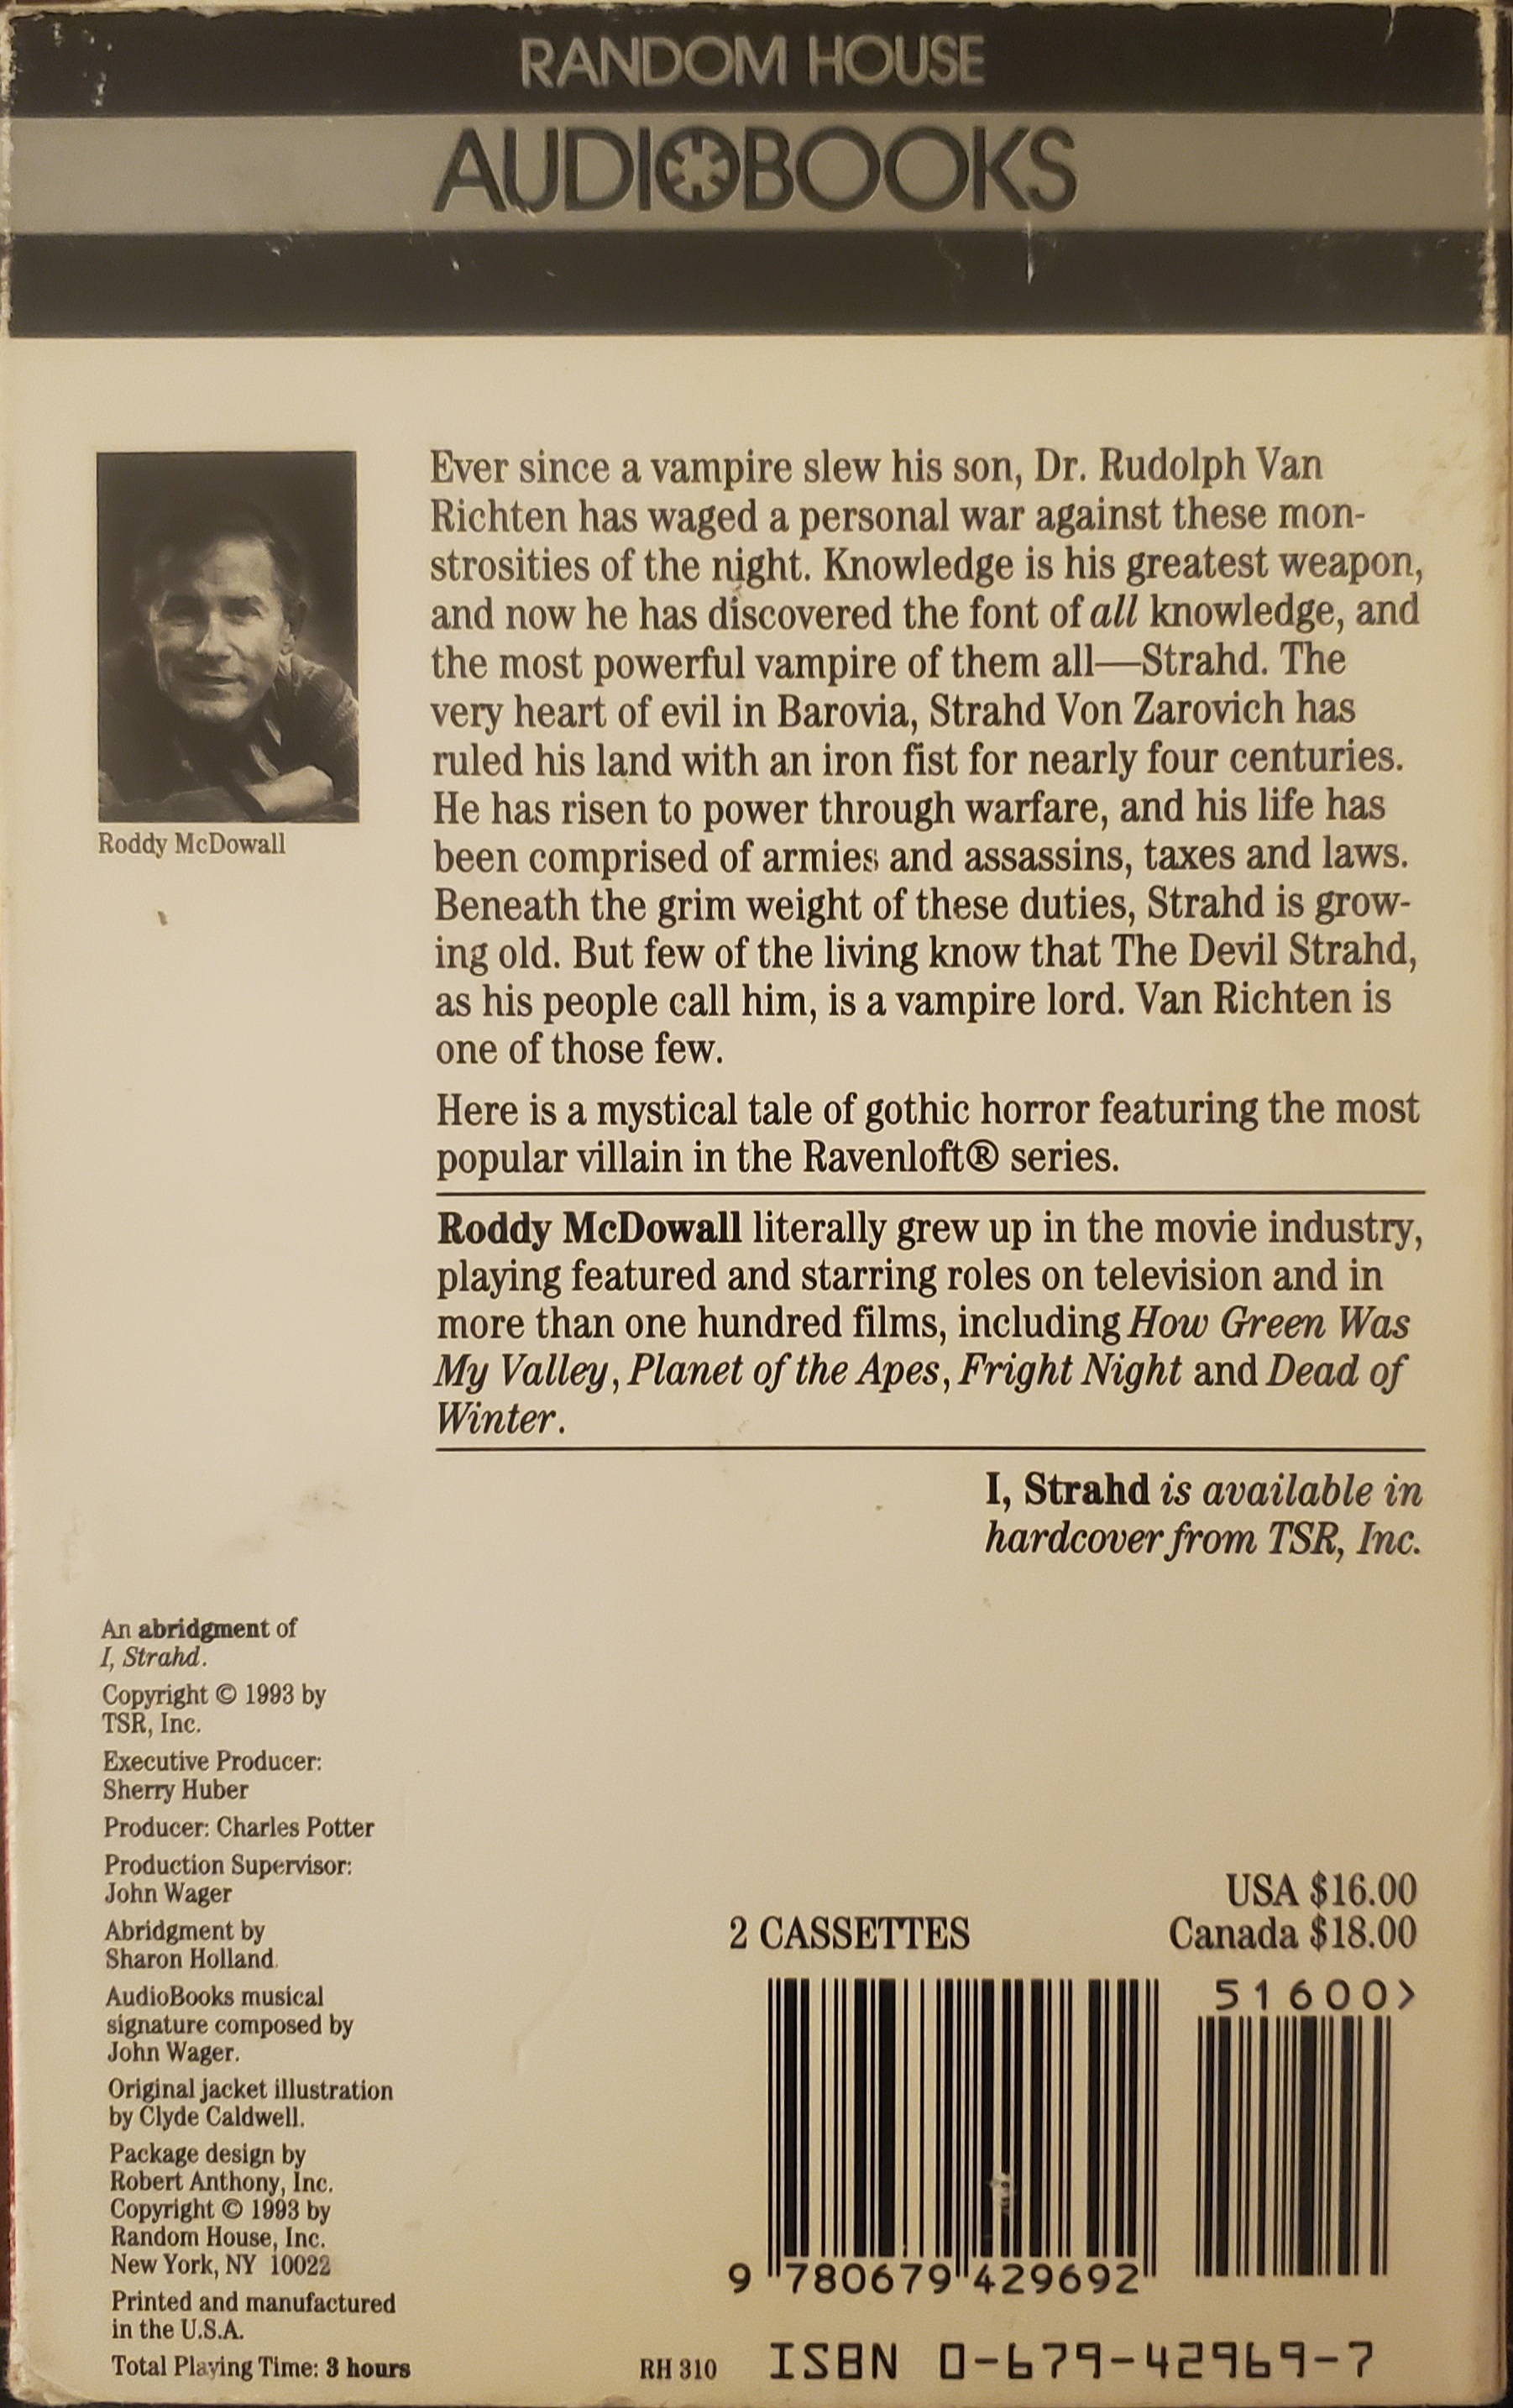 RANDOM HOUSE
AUDIOBOOKS
Roddy McDowall
Ever since a vampire slew his son, Dr. Rudolph Van
Richten has waged a personal war against these mon-
strosities of the night. Knowledge is his greatest weapon,
and now he has discovered the font of all knowledge, and
the most powerful vampire of them all—Strahd. The
very heart of evil in Barovia, Strahd Von Zarovich has
ruled his land with an iron fist for nearly four centuries.
He has risen to power through warfare, and his life has
been comprised of armies and assassins, taxes and laws.
Beneath the grim weight of these duties, Strahd is grow-
ing old. But few of the living know that The Devil Strahd,
as his people call him, is a vampire lord. Van Richten is
one of those few.
Here is a mystical tale of gothic horror featuring the most
popular villain in the Ravenloft® series.
Roddy McDowall literally grew up in the movie industry,
playing featured and starring roles on television and in
more than one hundred films, including How Green Was
My Valley, Planet of the Apes, Fright Night and Dead of
Winter.
I, Strahd is available in
hardcover from TSR, Inc.
An abridgment of
I, Strahd.
Copyright © 1993 by
TSR, Inc.
Executive Producer:
Sherry Huber
Producer: Charles Potter
Production Supervisor:
John Wager
Abridgment by
Sharon Holland.
AudioBooks musical
signature composed by
John Wager.
Original jacket illustration
by Clyde Caldwell.
Package design by
Robert Anthony, Inc.
Copyright © 1993 by
Random House, Inc.
New York, NY 10022
Printed and manufactured
in the U.S.A.
Total Playing Time: 3 hours
USA $16.00
2 CASSETTES Canada $18.00
51600>
9 780679 429692
RH 310 ISBN 0-679-42969-7